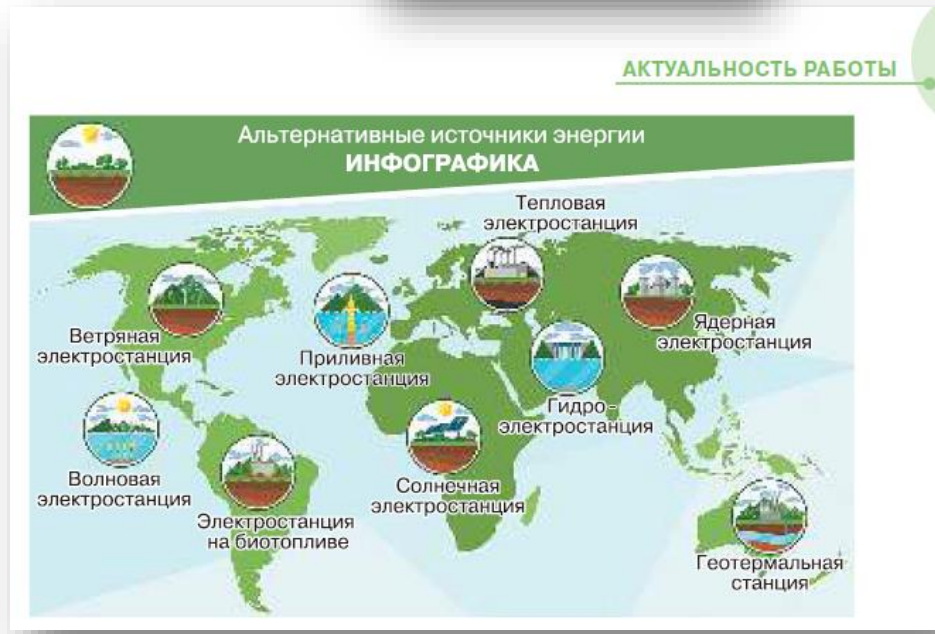 АКТУАЛЬНОСТЬ РАБОТЫ
Альтернативные источники энергии
ИНФОГРАФИКА
Тепловая
электростанция
Ветряная
электростанция
Приливная
электростанция
Ядерная
электростанция
Гидро-
электростанция
Волновая
электростанция
Электростанция
на биотопливе
Солнечная
электростанция
Геотермальная
станция